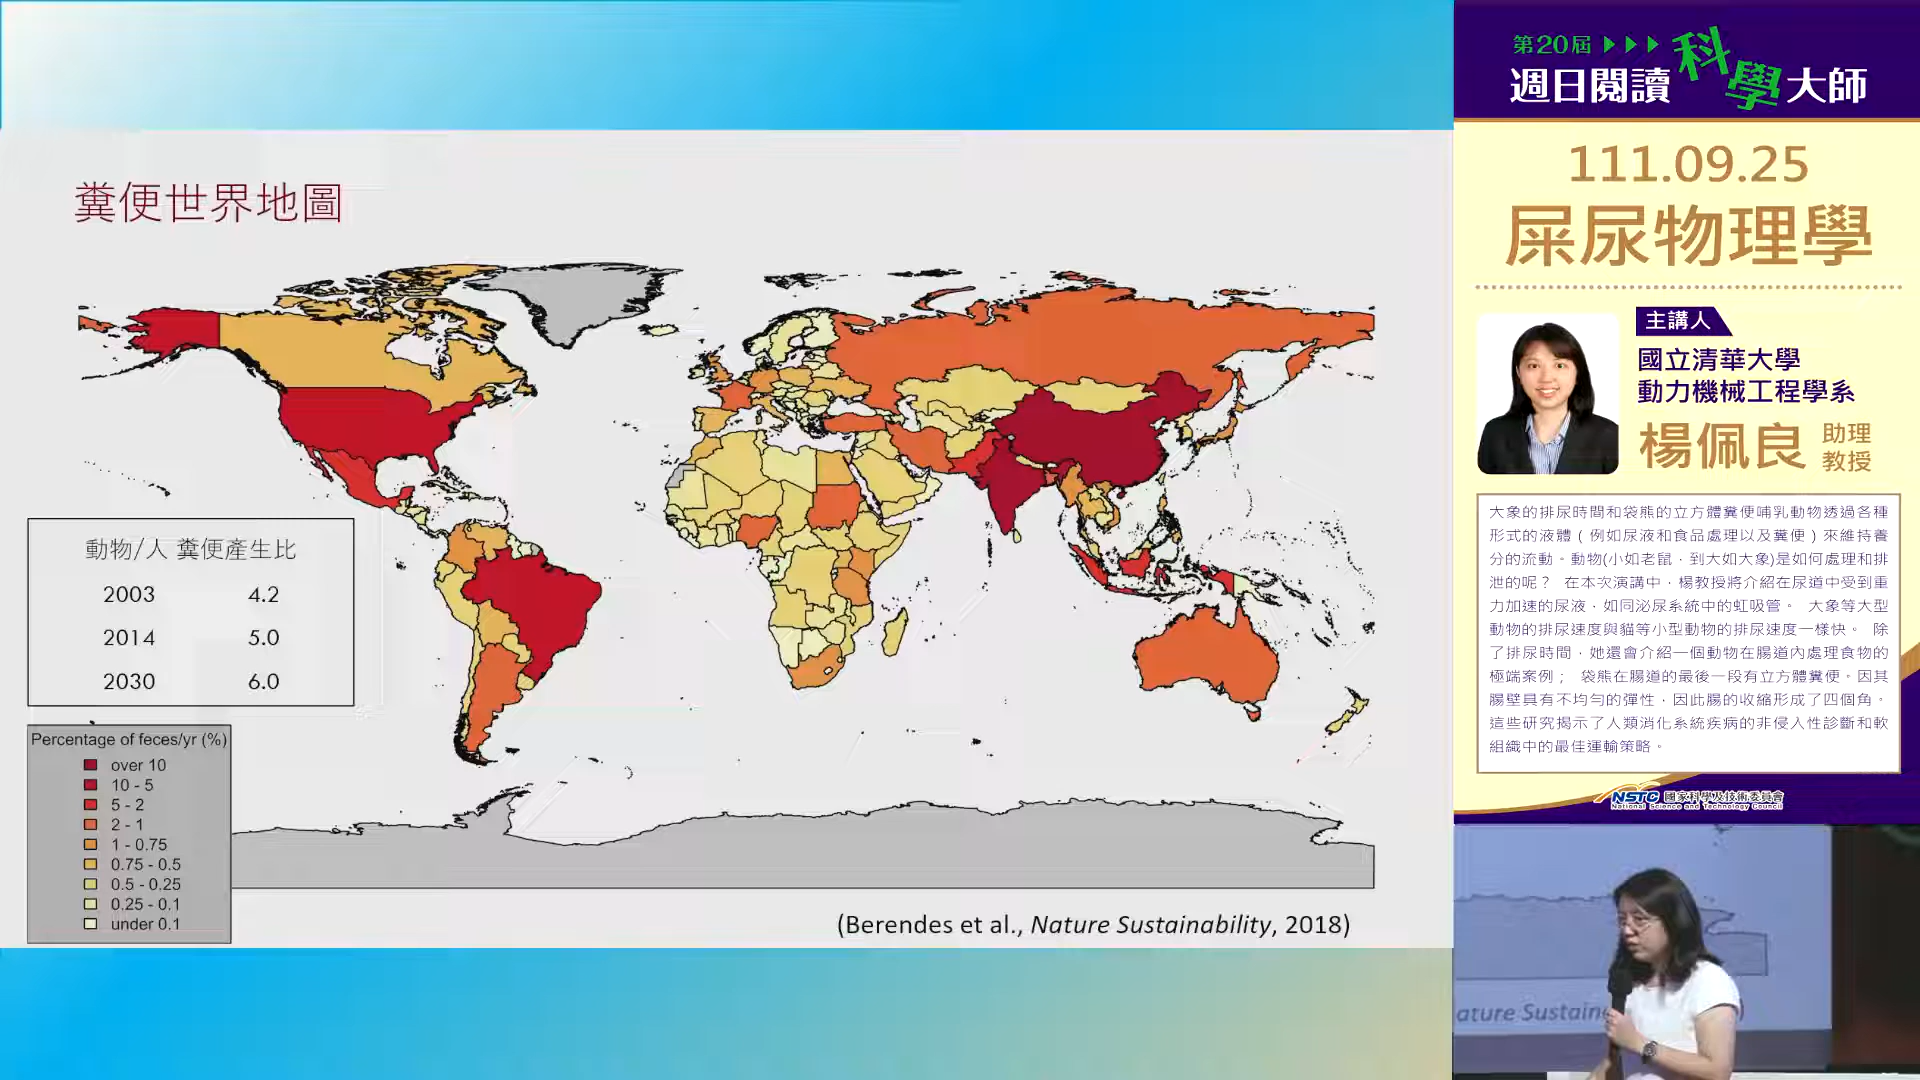 糞便世界地圖
動物/人 糞便產生比
2003 4.2
2014 5.0
2030 6.0
Percentage of feces/yr (%)
over 10
10 - 5
5 - 2
2 - 1
1 - 0.75
0.75 - 0.5
0.5 - 0.25
0.25 - 0.1
under 0.1
(Berendes et al., Nature Sustainability, 2018)
第20屆
週日閱讀科學大師
111.09.25
屎尿物理學
主講人
國立清華大學
動力機械工程學系
楊佩良 助理教授
大象的排尿時間和袋熊的立方體糞便哺乳動物透過各種
形式的液體(例如尿液和食品處理以及糞便)來維持養
分的流動。動物(小如老鼠,到大如大象)是如何處理和排
泄的呢? 在本次演講中,楊教授將介紹在尿道中受到重
力加速的尿液,如同泌尿系統中的虹吸管。 大象等大型
動物的排尿速度與貓等小型動物的排尿速度一樣快。 除
了排尿時間,她還會介紹一個動物在腸道內處理食物的
極端案例; 袋熊在腸道的最後一段有立方體糞便。因其
腸壁具有不均勻的彈性,因此腸的收縮形成了四個角。
這些研究揭示了人類消化系統疾病的非侵入性診斷和軟
組織中的最佳運輸策略。
NSTC 國家科學及技術委員會
National Science and Technology Council
ature Sustain